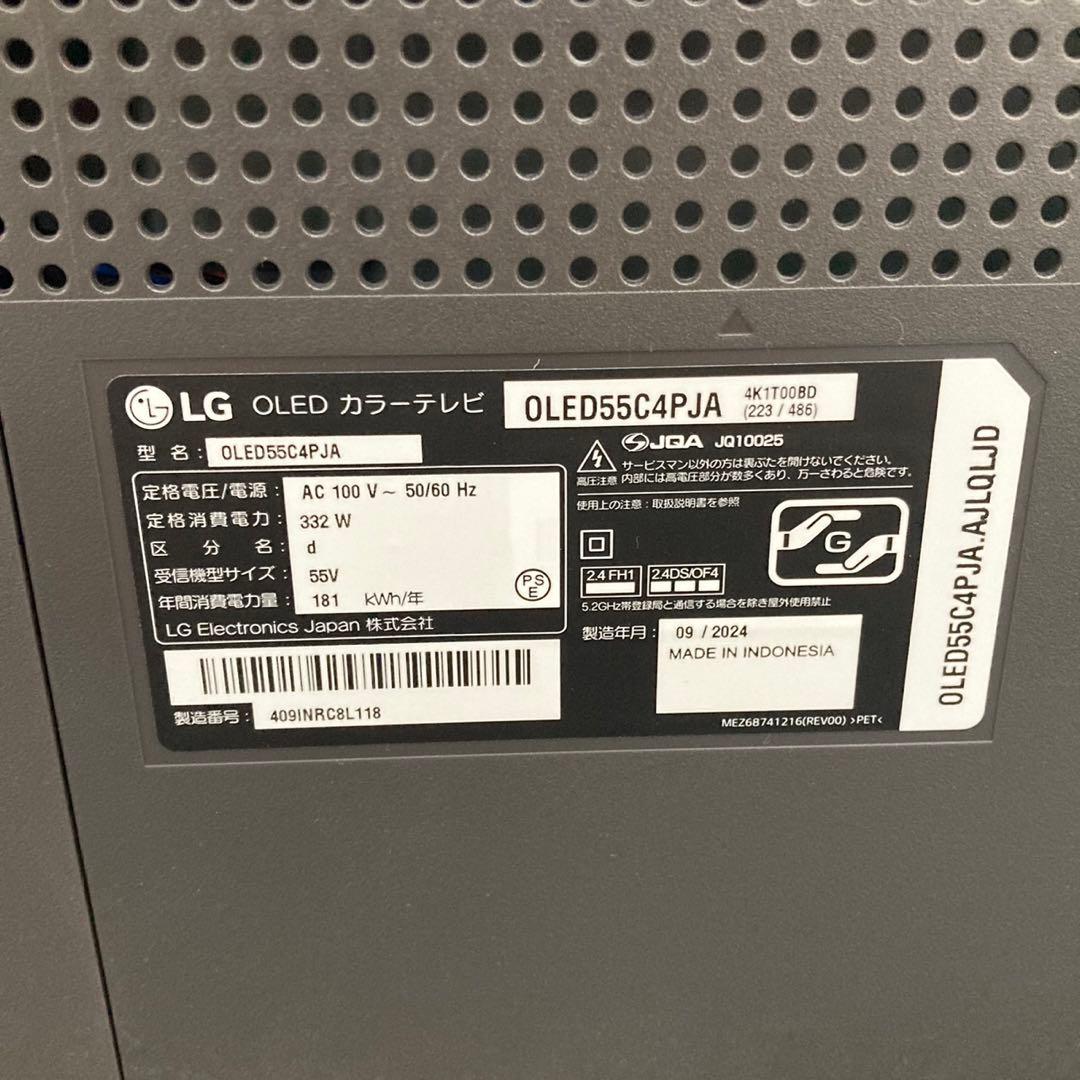 LG OLED カラーテレビ OLED55C4PJA 4K1T00BD
(223 / 486)
型 名 : OLED55C4PJA
定格電圧/電源 : AC 100 V ~ 50/60 Hz
定格消費電力 : 332 W
区 分 名 : d
受信機型サイズ : 55V
年間消費電力量 : 181 kWh/年
PS
E
LG Electronics Japan 株式会社
製造番号 : 409INRC8L118
JQA JQ10025
高圧注意
サービスマン以外の方は裏ぶたを開けないでください。
内部には高電圧部分が数多くあり、万一さわると危険です。
使用上の注意 : 取扱説明書を参照
G
2.4 FH1 2.4DS/OF4
5.2GHz帯登録局と通信する場合を除き屋外使用禁止
製造年月 : 09 / 2024
MADE IN INDONESIA
MEZ68741216(REV00) >PET<
OLED55C4PJA.AJLQLJD